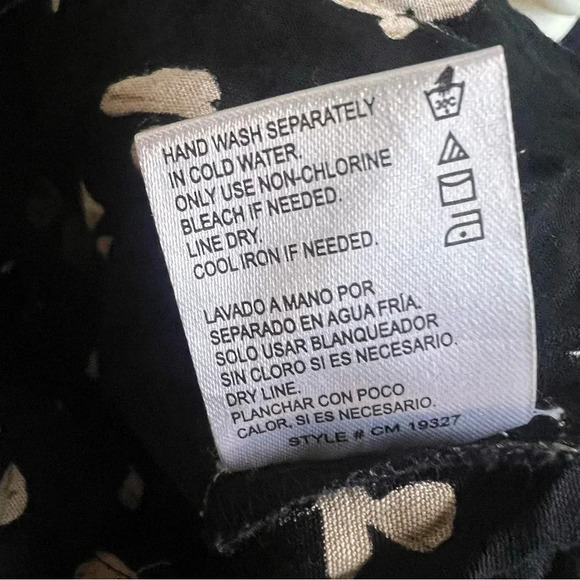 HAND WASH SEPARATELY
IN COLD WATER.
ONLY USE NON-CHLORINE
BLEACH IF NEEDED.
LINE DRY.
COOL IRON IF NEEDED.
LAVADO A MANO POR
SEPARADO EN AGUA FRÍA.
SOLO USAR BLANQUEADOR
SIN CLORO SI ES NECESARIO.
DRY LINE.
PLANCHAR CON POCO
CALOR, SI ES NECESARIO.
STYLE # CM 19327
30C